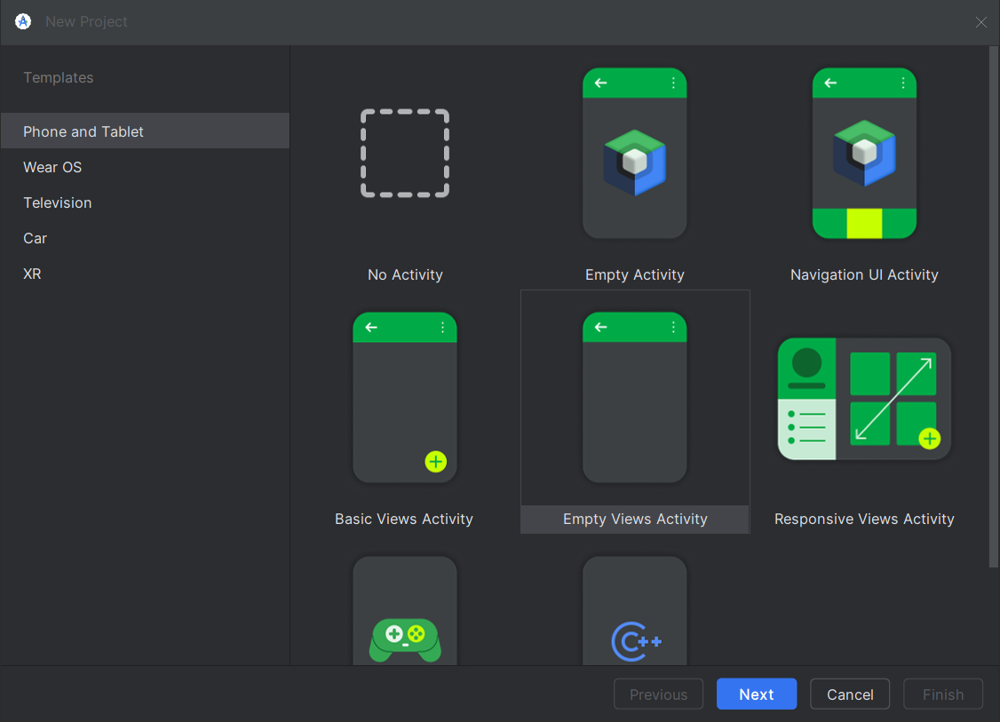 New Project
Templates
Phone and Tablet
Wear OS
Television
Car
XR
No Activity
Empty Activity
Navigation UI Activity
Basic Views Activity
Empty Views Activity
Responsive Views Activity
C++
Previous
Next
Cancel
Finish